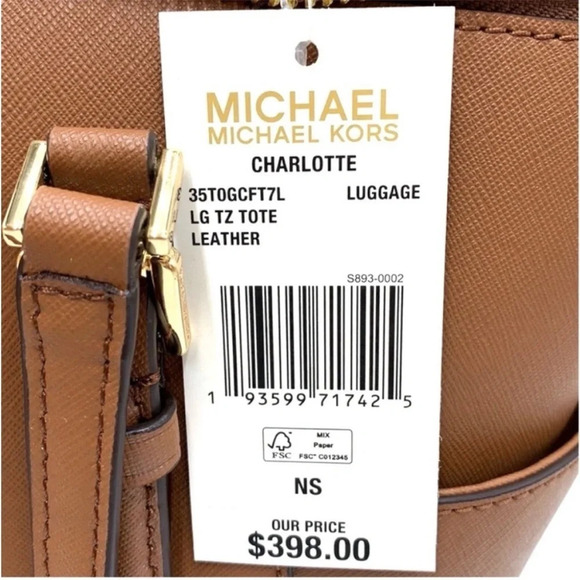 MICHAEL
MICHAEL KORS
CHARLOTTE
35T0GCFT7L LUGGAGE
LG TZ TOTE
LEATHER
S893-0002
1 93599 71742 5
FSC
MIX
Paper
FSC™ C012345
NS
OUR PRICE
$398.00